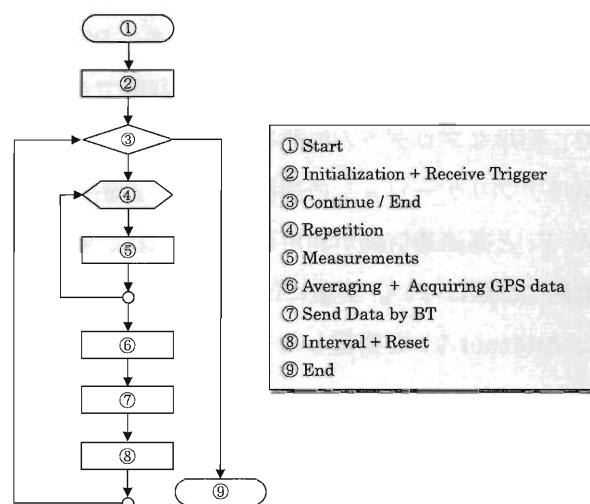 ①
②
③
④
⑤
⑥
⑦
⑧
⑨
① Start
② Initialization + Receive Trigger
③ Continue / End
④ Repetition
⑤ Measurements
⑥ Averaging + Acquiring GPS data
⑦ Send Data by BT
⑧ Interval + Reset
⑨ End